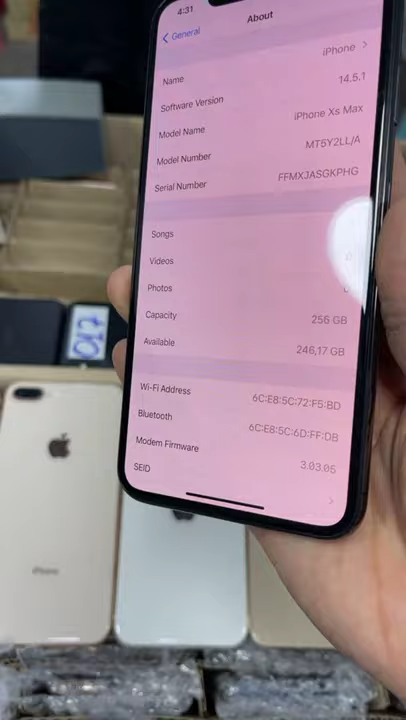 4:31
About
General
Name iPhone
Software Version 14.5.1
Model Name iPhone Xs Max
Model Number MT5Y2LL/A
Serial Number FFMXJASGKPHG
Songs
Videos
Photos
Capacity 256 GB
Available 246,17 GB
Wi-Fi Address 6C:E8:5C:72:F5:BD
Bluetooth 6C:E8:5C:6D:FF:DB
Modem Firmware 3.03.05
SEID
iPhone